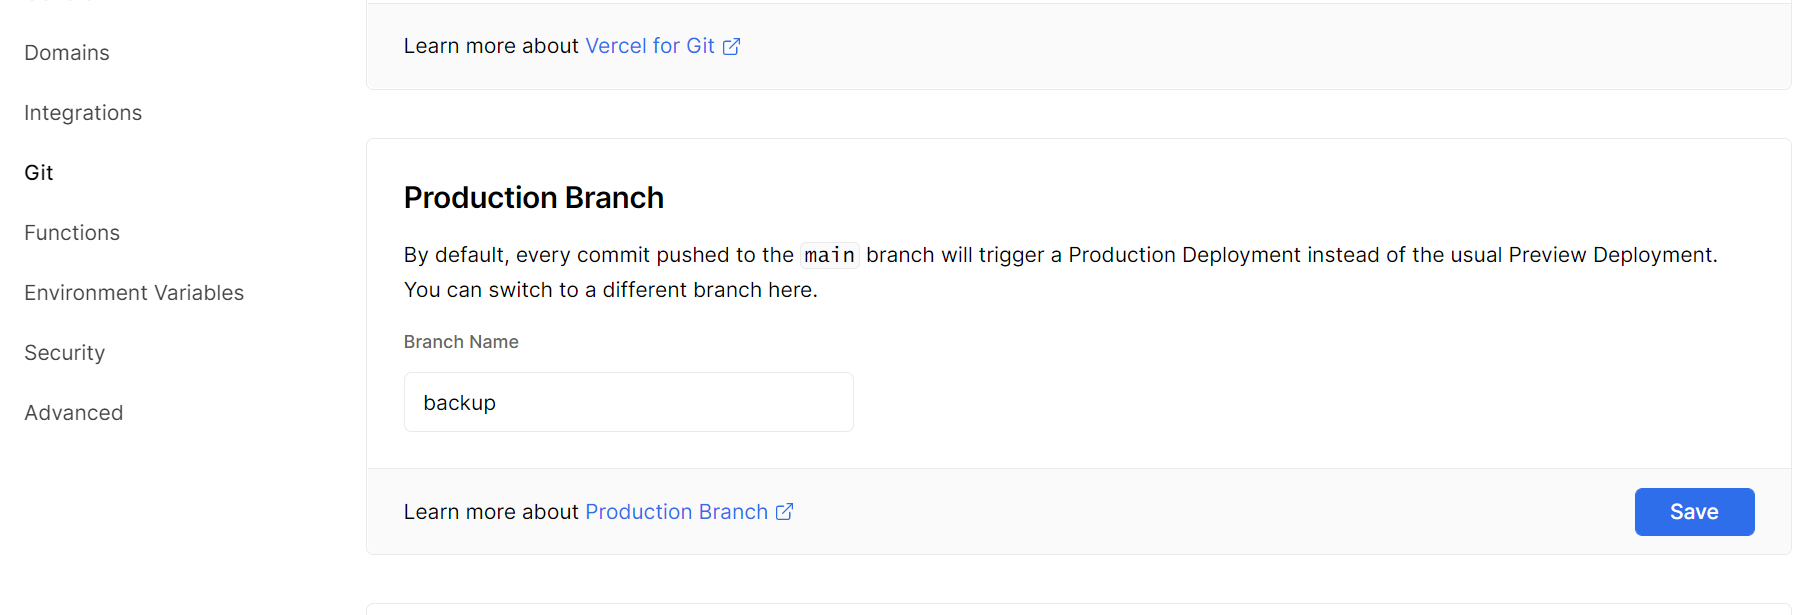 Learn more about Vercel for Git
Domains
Integrations
Git
Functions
Environment Variables
Security
Advanced
Production Branch
By default, every commit pushed to the main branch will trigger a Production Deployment instead of the usual Preview Deployment.
You can switch to a different branch here.
Branch Name
backup
Learn more about Production Branch
Save